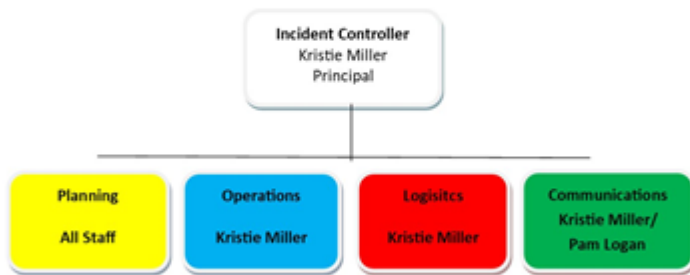 Incident Controller
Kristie Miller
Principal
Planning
All Staff
Operations
Kristie Miller
Logisitcs
Kristie Miller
Communications
Kristie Miller/
Pam Logan